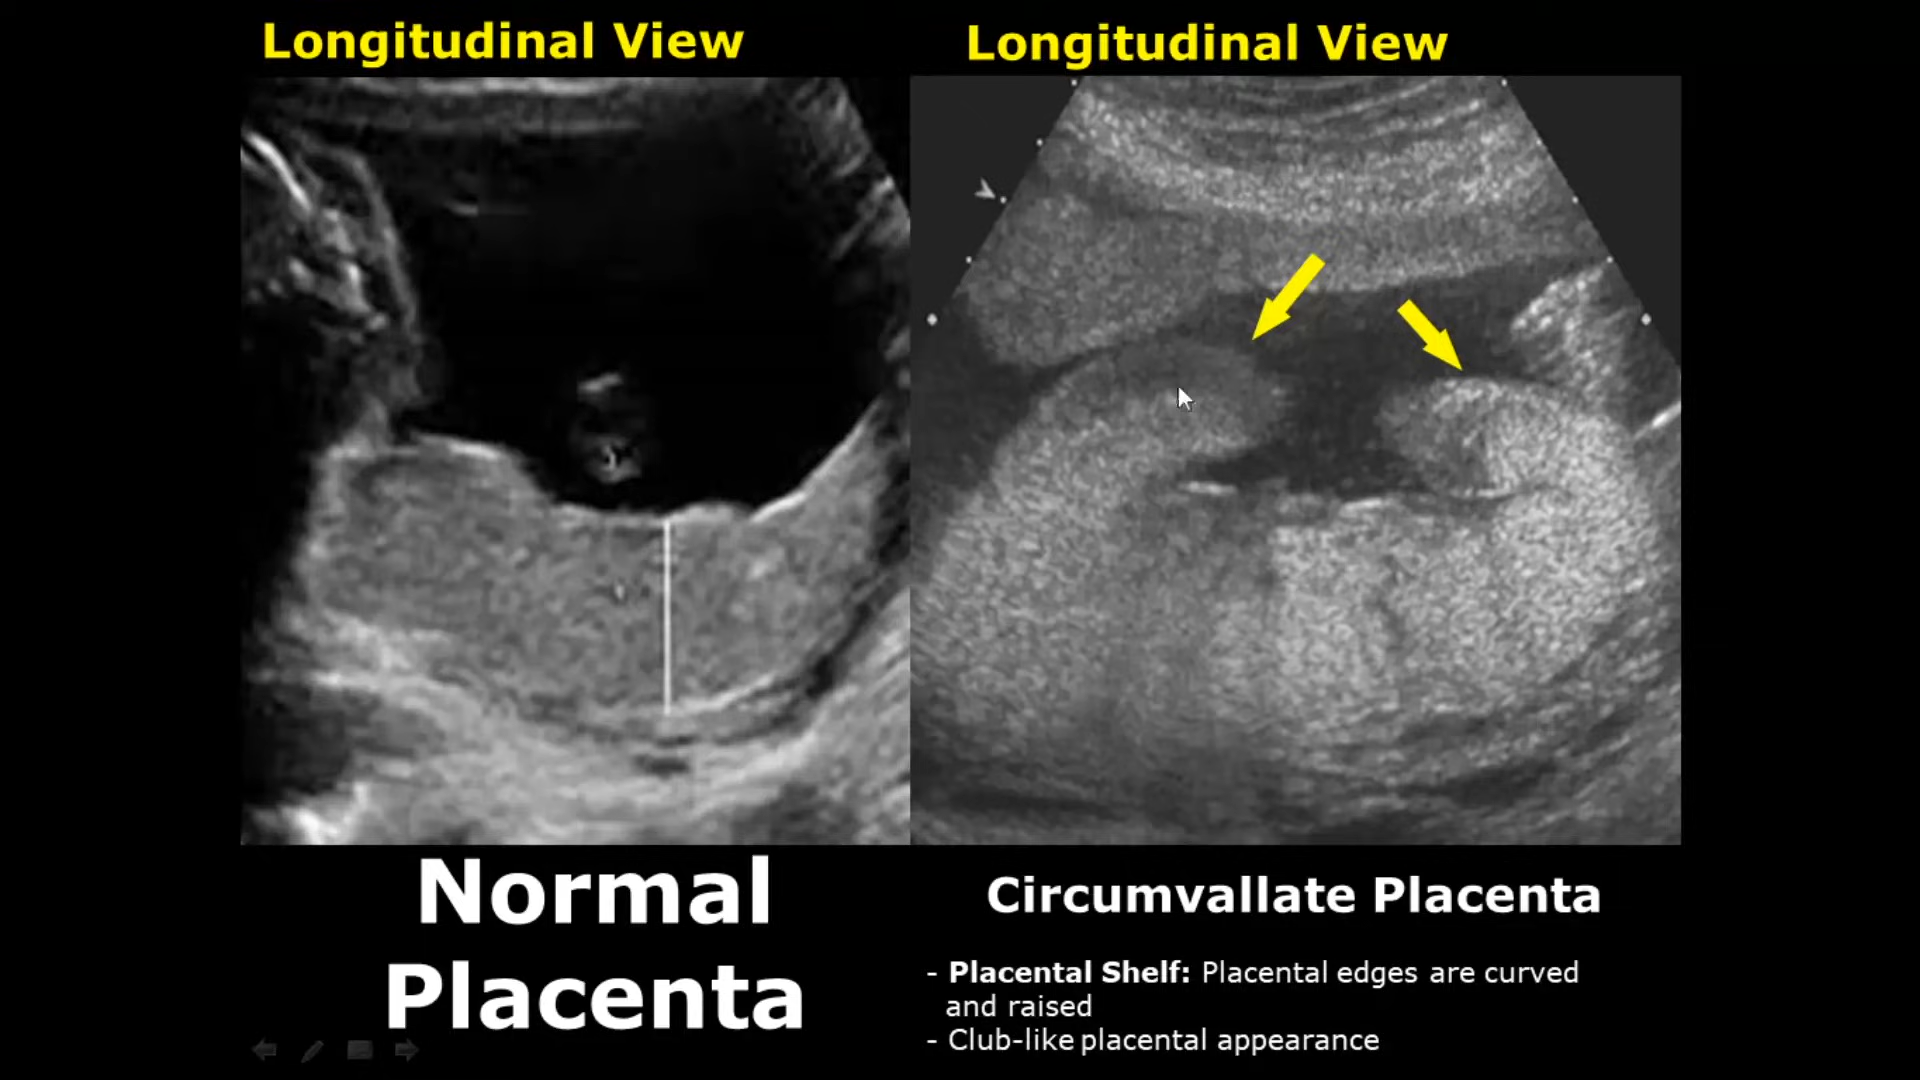 Longitudinal View
Longitudinal View
Normal
Placenta
Circumvallate Placenta
- Placental Shelf: Placental edges are curved
and raised
- Club-like placental appearance